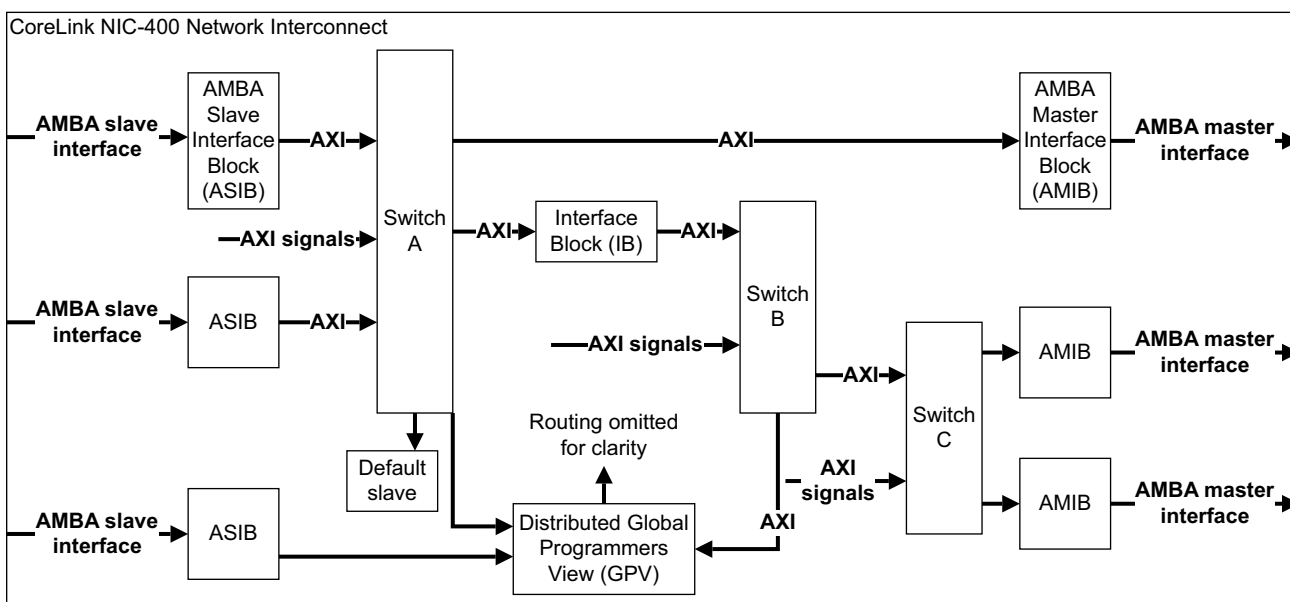 CoreLink NIC-400 Network Interconnect
AMBA slave
interface
AMBA
Slave
Interface
Block
(ASIB)
AXI
AXI
AMBA
Master
Interface
Block
(AMIB)
AMBA master
interface
Switch
A
AXI signals
AXI
Interface
Block (IB)
AXI
Switch
B
AMBA slave
interface
ASIB
AXI
AXI signals
AXI
Switch
C
AMIB
AMBA master
interface
Default
slave
Routing omitted
for clarity
AXI
signals
AMIB
AMBA master
interface
AMBA slave
interface
ASIB
Distributed Global
Programmers
View (GPV)
AXI